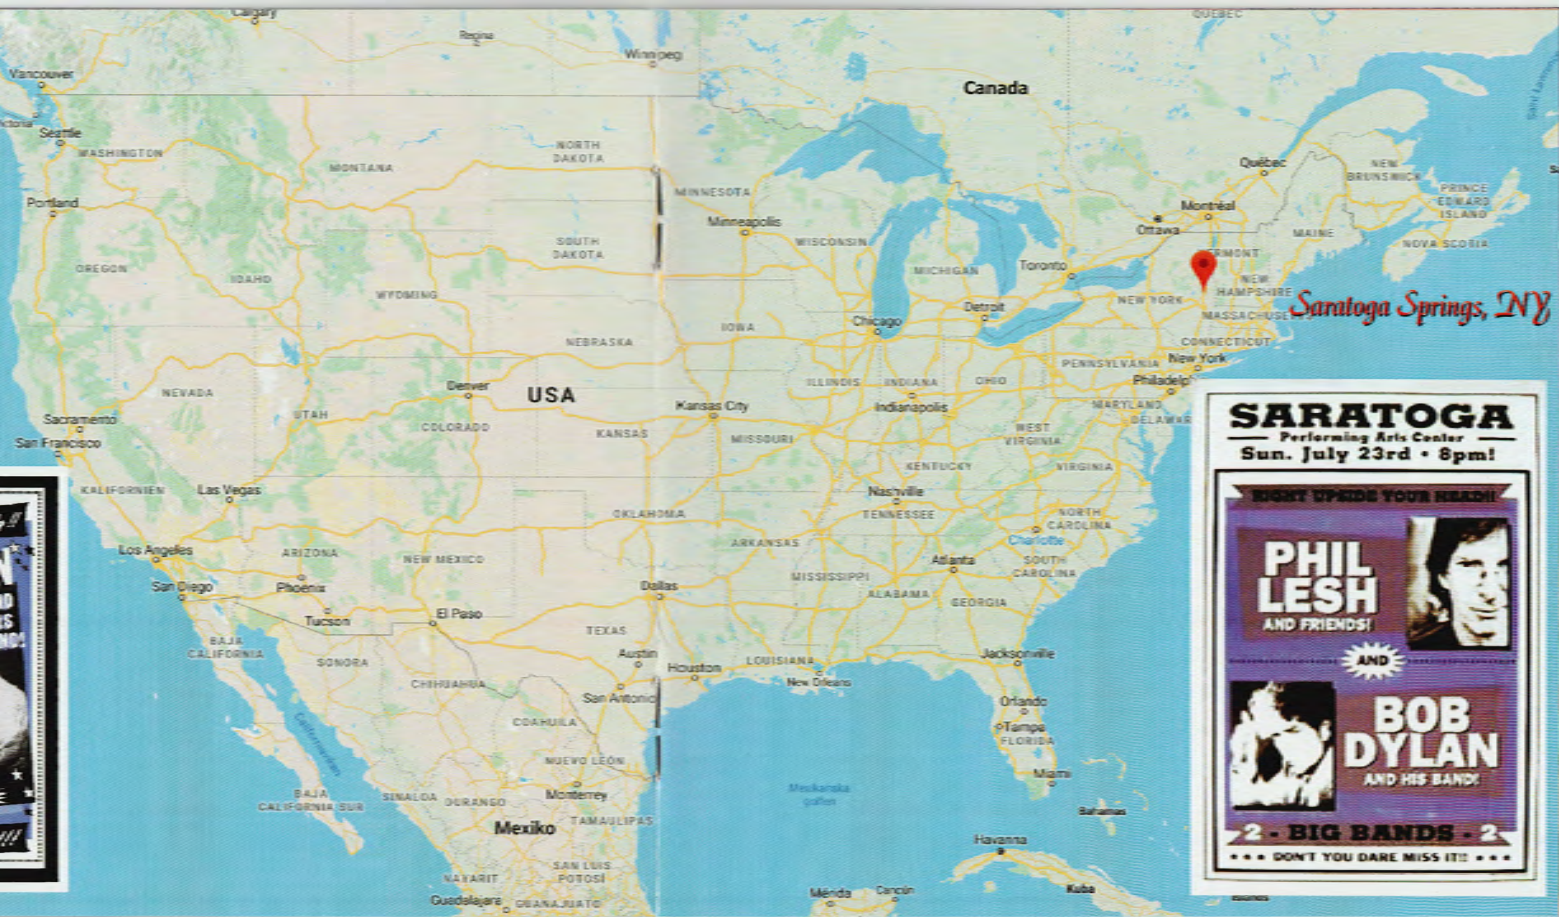 Calgary
QUÉBEC
Regina
Winnipeg
Vancouver
Canada
Seattle
WASHINGTON
MONTANA
NORTH
DAKOTA
MINNESOTA
Minneapolis
Québec
NEW
BRUNSWICK
PRINCE
EDWARD
ISLAND
Portland
Montréal
Ottawa
MAINE
NOVA SCOTIA
OREGON
IDAHO
WYOMING
SOUTH
DAKOTA
WISCONSIN
MICHIGAN
Toronto
RMONT
NEW
HAMPSHIRE
NEW YORK
MASSACHUSE
Saratoga Springs, NY
Detroit
Chicago
IOWA
NEBRASKA
CONNECTICUT
New York
PENNSYLVANIA
Philadelp
NEVADA
UTAH
Denver
COLORADO
USA
KANSAS
Kansas City
MISSOURI
ILLINOIS
INDIANA
Indianapolis
OHIO
MARYLAND
DELAWAR
WEST
VIRGINIA
VIRGINIA
KENTUCKY
Sacramento
San Francisco
KALIFORNIEN
Las Vegas
Nashville
TENNESSEE
NORTH
CAROLINA
Charlotte
OKLAHOMA
ARKANSAS
Los Angeles
San Diego
ARIZONA
Phoenix
Tucson
NEW MEXICO
El Paso
Dallas
MISSISSIPPI
ALABAMA
Atlanta
GEORGIA
SOUTH
CAROLINA
TEXAS
Austin
Houston
San Antonio
LOUISIANA
New Orleans
Jacksonville
Orlando
Tampa
FLORIDA
Miami
BAJA
CALIFORNIA
SONORA
CHIHUAHUA
COAHUILA
NUEVO LEÓN
Monterrey
TAMAULIPAS
BAJA
CALIFORNIA SUR
SINALOA
DURANGO
Mexiko
SAN LUIS
POTOSÍ
NAYARIT
Guadalajara
GUANAJUATO
Mexikanska
golfen
Bahamas
Havanna
Kuba
Mérida
Cancún
SARATOGA
Performing Arts Center
Sun. July 23rd • 8pm!
RIGHT UPSIDE YOUR HEAD!!
PHIL
LESH
AND FRIENDS!
AND
BOB
DYLAN
AND HIS BAND!
2 - BIG BANDS - 2
• • • DON'T YOU DARE MISS IT!! • • •